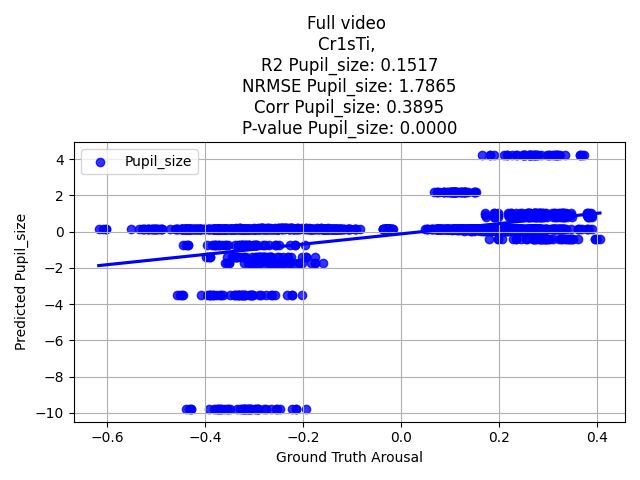 Full video
Cr1sTi,
R2 Pupil_size: 0.1517
NRMSE Pupil_size: 1.7865
Corr Pupil_size: 0.3895
P-value Pupil_size: 0.0000
Pupil_size
4
2
0
−2
−4
−6
−8
−10
Predicted Pupil_size
−0.6 −0.4 −0.2 0.0 0.2 0.4
Ground Truth Arousal